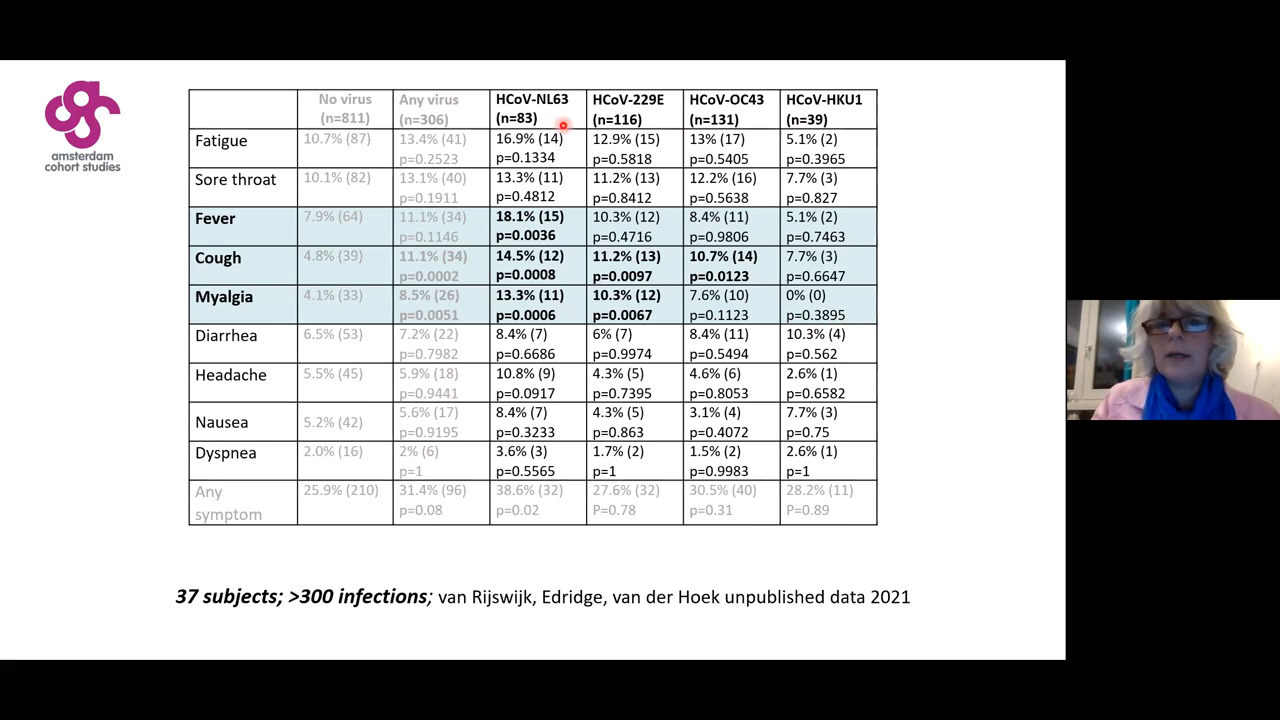 amsterdam
cohort studies
No virus (n=811) Any virus (n=306) HCoV-NL63 (n=83) HCoV-229E (n=116) HCoV-OC43 (n=131) HCoV-HKU1 (n=39)
Fatigue 10.7% (87) 13.4% (41) p=0.2523 16.9% (14) p=0.1334 12.9% (15) p=0.5818 13% (17) p=0.5405 5.1% (2) p=0.3965
Sore throat 10.1% (82) 13.1% (40) p=0.1911 13.3% (11) p=0.4812 11.2% (13) p=0.8412 12.2% (16) p=0.5638 7.7% (3) p=0.827
Fever 7.9% (64) 11.1% (34) p=0.1146 18.1% (15) p=0.0036 10.3% (12) p=0.4716 8.4% (11) p=0.9806 5.1% (2) p=0.7463
Cough 4.8% (39) 11.1% (34) p=0.0002 14.5% (12) p=0.0008 11.2% (13) p=0.0097 10.7% (14) p=0.0123 7.7% (3) p=0.6647
Myalgia 4.1% (33) 8.5% (26) p=0.0051 13.3% (11) p=0.0006 10.3% (12) p=0.0067 7.6% (10) p=0.1123 0% (0) p=0.3895
Diarrhea 6.5% (53) 7.2% (22) p=0.7982 8.4% (7) p=0.6686 6% (7) p=0.9974 8.4% (11) p=0.5494 10.3% (4) p=0.562
Headache 5.5% (45) 5.9% (18) p=0.9441 10.8% (9) p=0.0917 4.3% (5) p=0.7395 4.6% (6) p=0.8053 2.6% (1) p=0.6582
Nausea 5.2% (42) 5.6% (17) p=0.9195 8.4% (7) p=0.3233 4.3% (5) p=0.863 3.1% (4) p=0.4072 7.7% (3) p=0.75
Dyspnea 2.0% (16) 2% (6) p=1 3.6% (3) p=0.5565 1.7% (2) p=1 1.5% (2) p=0.9983 2.6% (1) p=1
Any symptom 25.9% (210) 31.4% (96) p=0.08 38.6% (32) p=0.02 27.6% (32) P=0.78 30.5% (40) p=0.31 28.2% (11) P=0.89
37 subjects; >300 infections; van Rijswijk, Edridge, van der Hoek unpublished data 2021